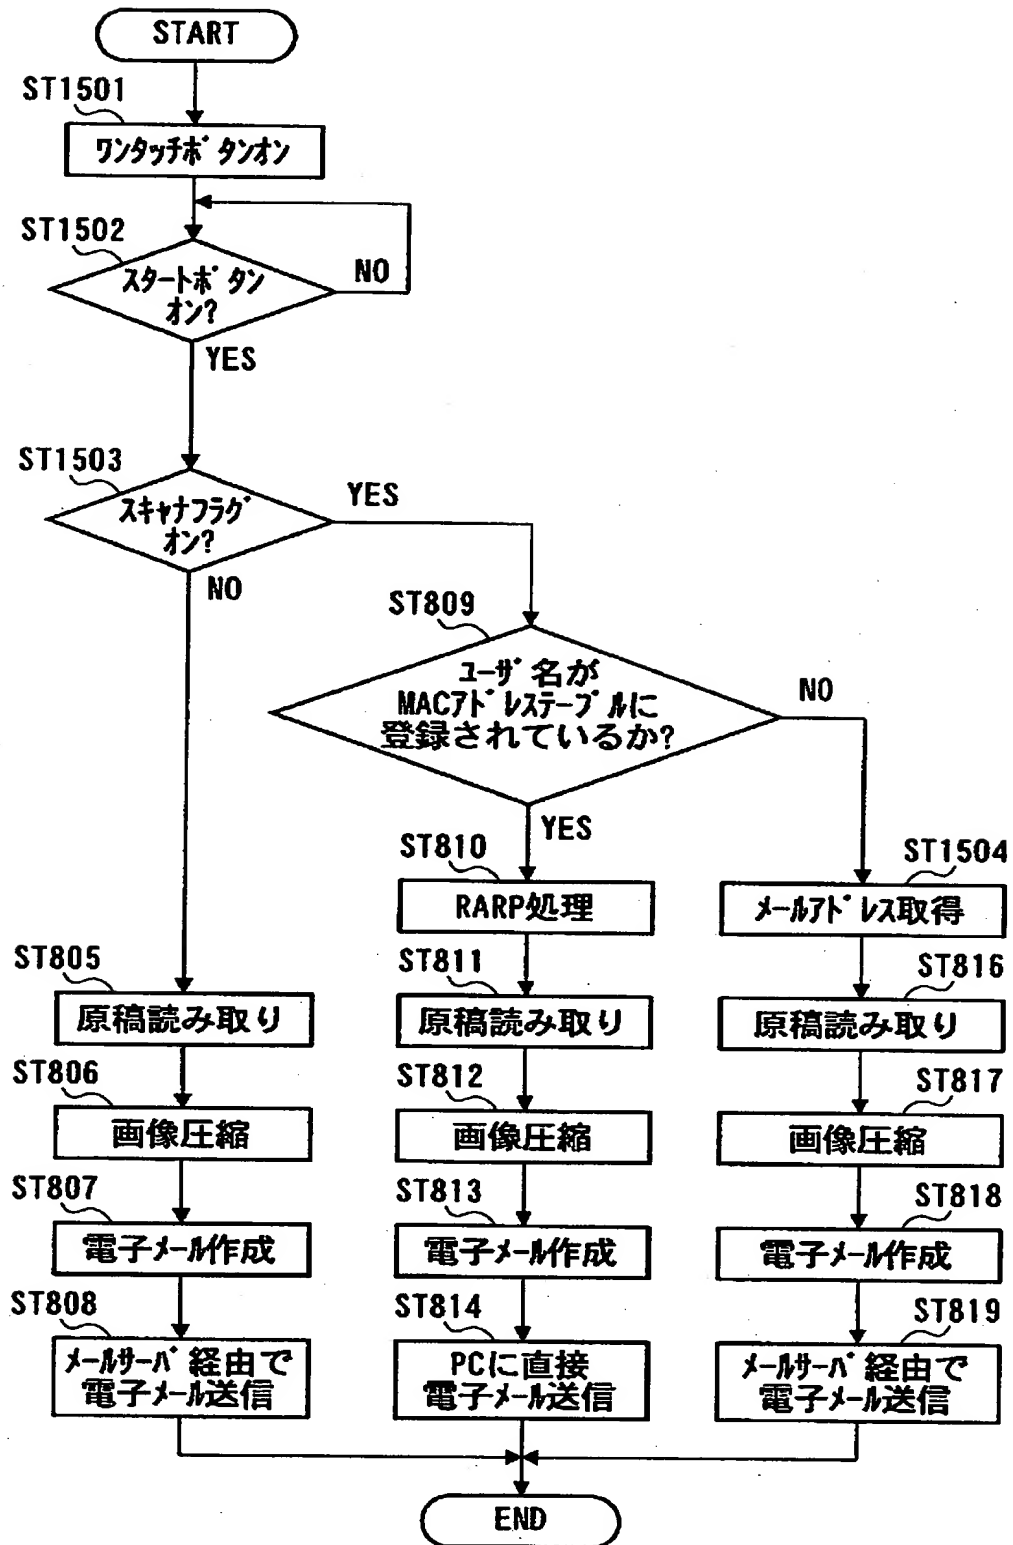 START
ST1501
ワンタッチボタンオン
ST1502
スタートボタン
オン?
NO
YES
ST1503
スキャナフラグ
オン?
YES
NO
ST809
ユーザ名が
MACアドレステーブルに
登録されているか?
NO
YES
ST810
RARP処理
ST1504
メールアドレス取得
ST805
原稿読み取り
ST811
原稿読み取り
ST816
原稿読み取り
ST806
画像圧縮
ST812
画像圧縮
ST817
画像圧縮
ST807
電子メール作成
ST813
電子メール作成
ST818
電子メール作成
ST808
メールサーバ経由で
電子メール送信
ST814
PCに直接
電子メール送信
ST819
メールサーバ経由で
電子メール送信
END